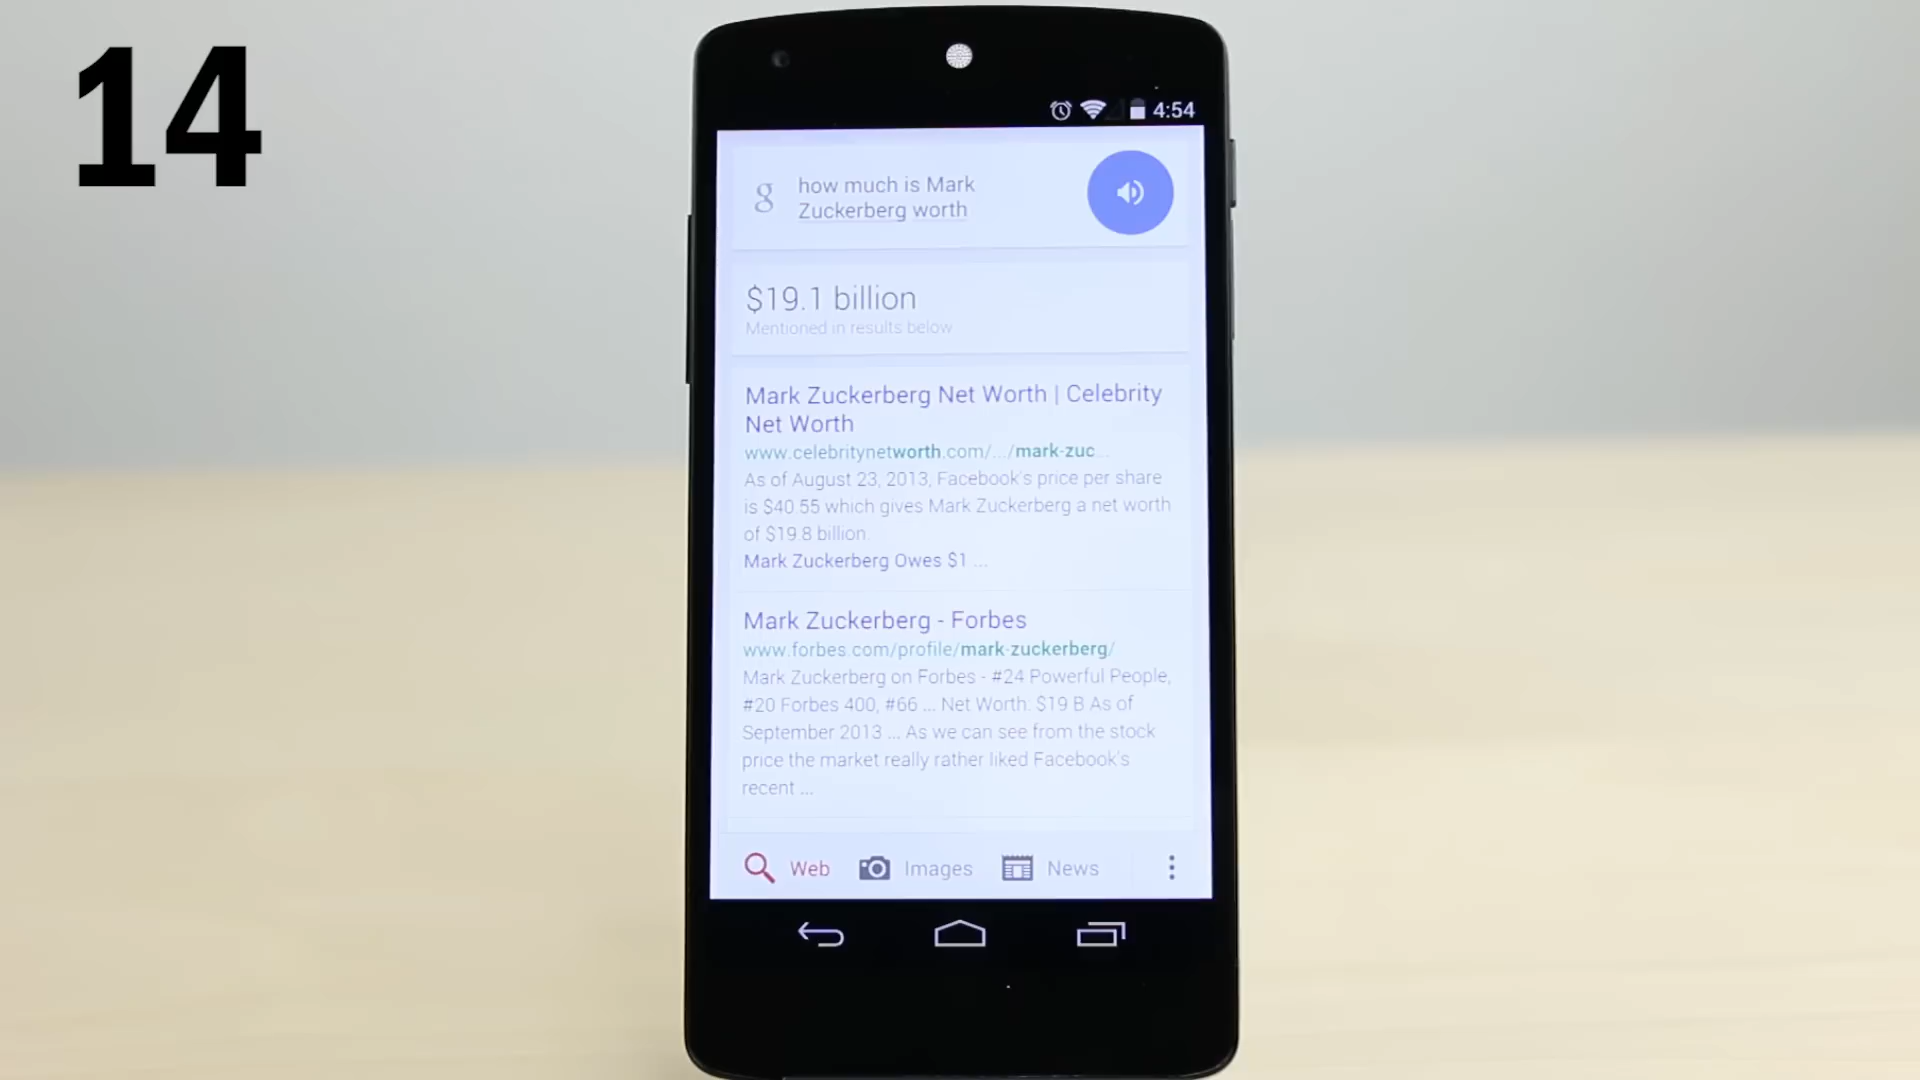 14
4:54
g
how much is Mark
Zuckerberg worth
$19.1 billion
Mentioned in results below
Mark Zuckerberg Net Worth | Celebrity
Net Worth
www.celebritynetworth.com/.../mark-zuc...
As of August 23, 2013, Facebook's price per share
is $40.55 which gives Mark Zuckerberg a net worth
of $19.8 billion.
Mark Zuckerberg Owes $1 ...
Mark Zuckerberg - Forbes
www.forbes.com/profile/mark-zuckerberg/
Mark Zuckerberg on Forbes - #24 Powerful People,
#20 Forbes 400, #66 ... Net Worth: $19 B As of
September 2013 ... As we can see from the stock
price the market really rather liked Facebook's
recent ...
Web Images News